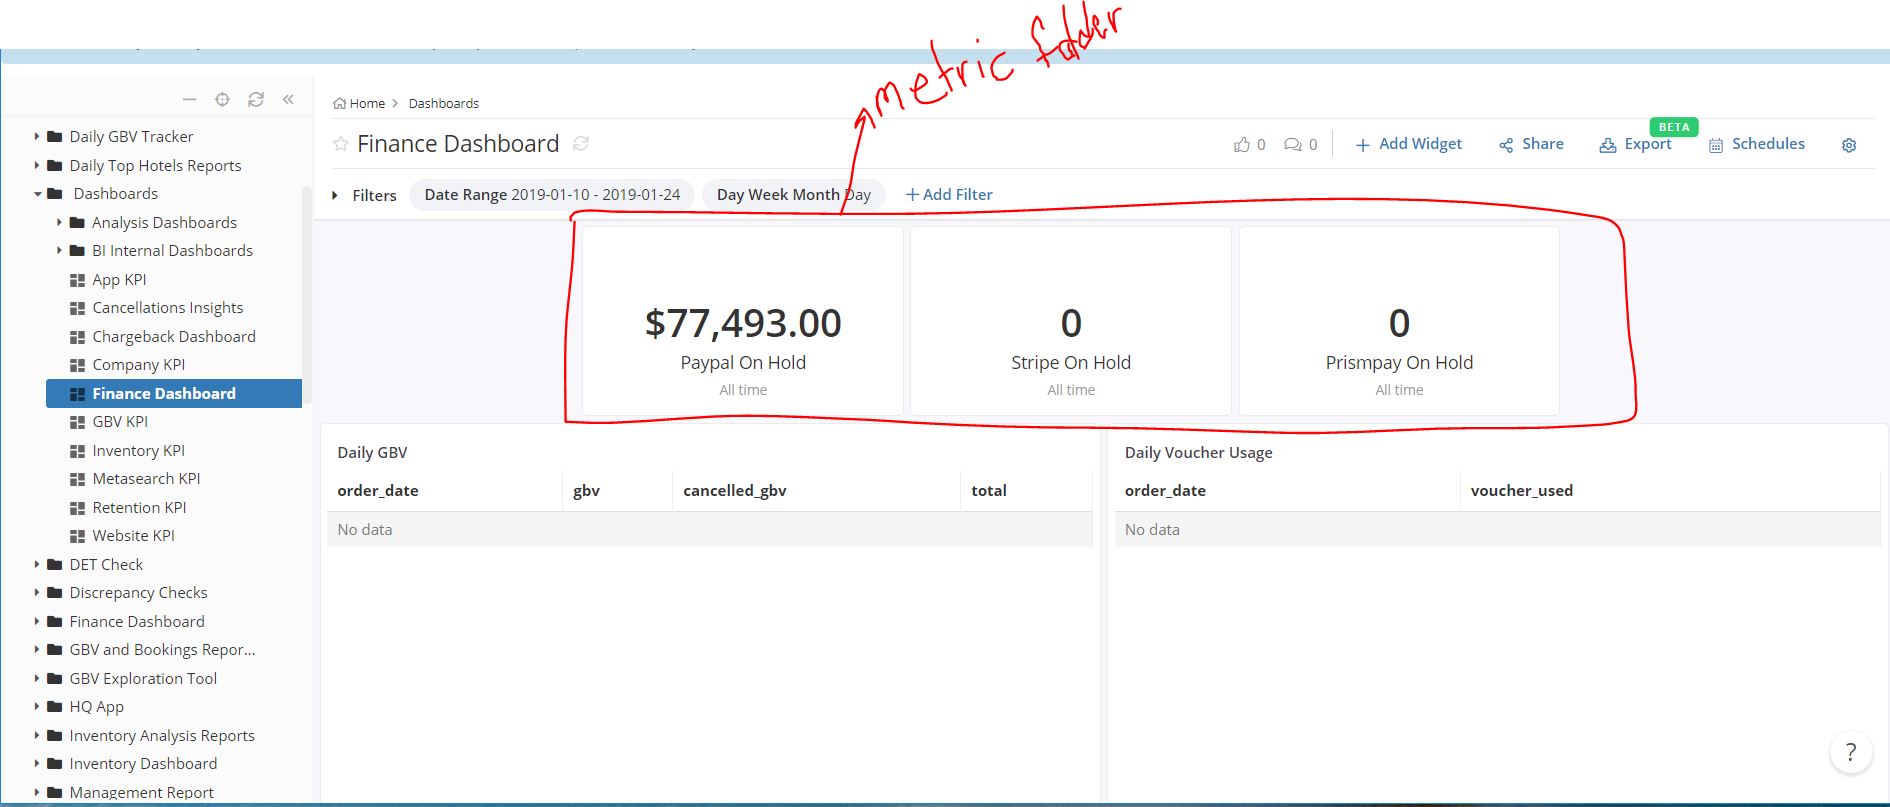 metric folder
Home > Dashboards
Finance Dashboard
0 0 Add Widget Share Export BETA Schedules
Filters Date Range 2019-01-10 - 2019-01-24 Day Week Month Day + Add Filter
Daily GBV Tracker
Daily Top Hotels Reports
Dashboards
Analysis Dashboards
BI Internal Dashboards
App KPI
Cancellations Insights
Chargeback Dashboard
Company KPI
Finance Dashboard
GBV KPI
Inventory KPI
Metasearch KPI
Retention KPI
Website KPI
DET Check
Discrepancy Checks
Finance Dashboard
GBV and Bookings Repor...
GBV Exploration Tool
HQ App
Inventory Analysis Reports
Inventory Dashboard
Management Report
$77,493.00
Paypal On Hold
All time
0
Stripe On Hold
All time
0
Prismpay On Hold
All time
Daily GBV
order_date gbv cancelled_gbv total
No data
Daily Voucher Usage
order_date voucher_used
No data
?